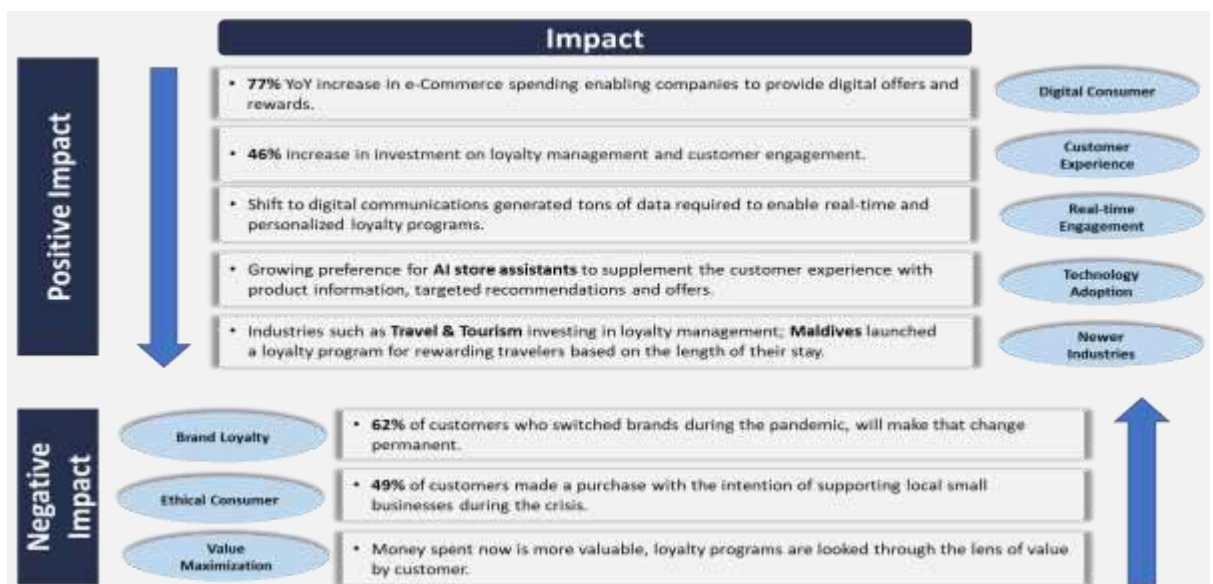 Impact
Positive Impact
• 77% YoY increase in e-Commerce spending enabling companies to provide digital offers and
rewards.
Digital Consumer
• 46% increase in investment on loyalty management and customer engagement.
Customer
Experience
• Shift to digital communications generated tons of data required to enable real-time and
personalized loyalty programs.
Real-time
Engagement
• Growing preference for AI store assistants to supplement the customer experience with
product information, targeted recommendations and offers.
Technology
Adoption
• Industries such as Travel & Tourism investing in loyalty management; Maldives launched
a loyalty program for rewarding travelers based on the length of their stay.
Newer
Industries
Negative
Impact
Brand Loyalty
• 62% of customers who switched brands during the pandemic, will make that change
permanent.
Ethical Consumer
• 49% of customers made a purchase with the intention of supporting local small
businesses during the crisis.
Value
Maximization
• Money spent now is more valuable, loyalty programs are looked through the lens of value
by customer.